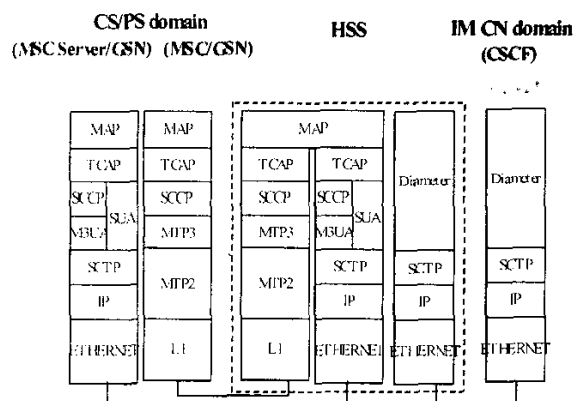 CS/PS domain HSS IM CN domain
(MSC Server/GSN) (MSC/GSN) (CSCF)
MAP MAP MAP
TCAP TCAP TCAP TCAP
SCCP SCCP SCCP SCCP Diameter Diameter
SUA SUA
M3UA MTP3 MTP3 M3UA
SCTP SCTP SCTP SCTP
MTP2 MTP2
IP IP IP IP
ETHERNET L1 L1 ETHERNET ETHERNET ETHERNET